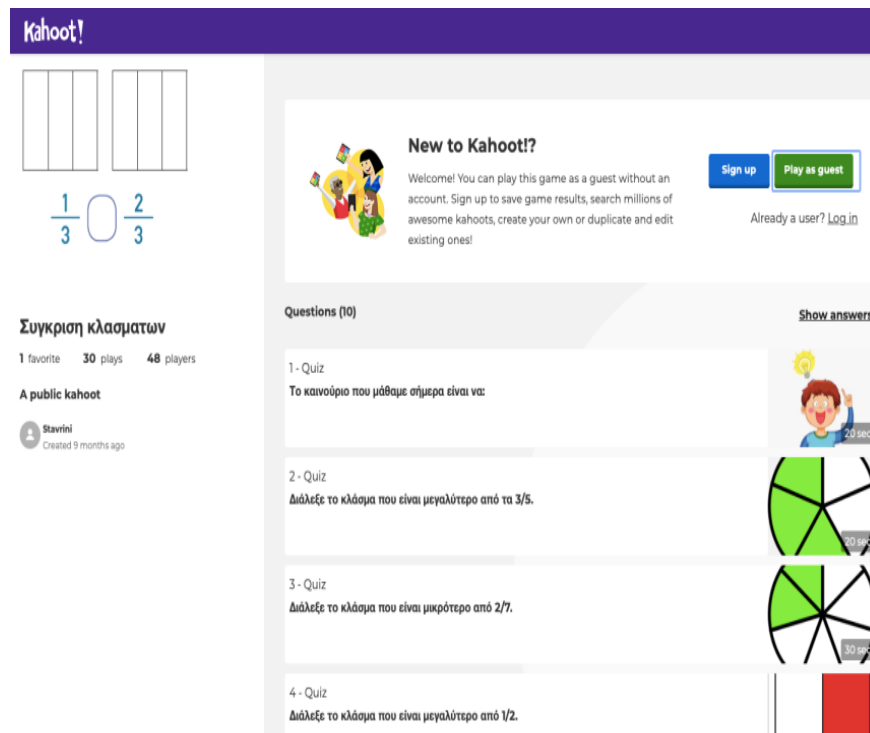 Kahoot!
1/3 2/3
Συγκριση κλασματων
1 favorite 30 plays 48 players
A public kahoot
Stavrini
Created 9 months ago
New to Kahoot!?
Welcome! You can play this game as a guest without an
account. Sign up to save game results, search millions of
awesome kahoots, create your own or duplicate and edit
existing ones!
Sign up
Play as guest
Already a user? Log in
Questions (10)
Show answers
1 - Quiz
Το καινούριο που μάθαμε σήμερα είναι να:
20 sec
2 - Quiz
Διάλεξε το κλάσμα που είναι μεγαλύτερο από τα 3/5.
20 sec
3 - Quiz
Διάλεξε το κλάσμα που είναι μικρότερο από 2/7.
30 sec
4 - Quiz
Διάλεξε το κλάσμα που είναι μεγαλύτερο από 1/2.